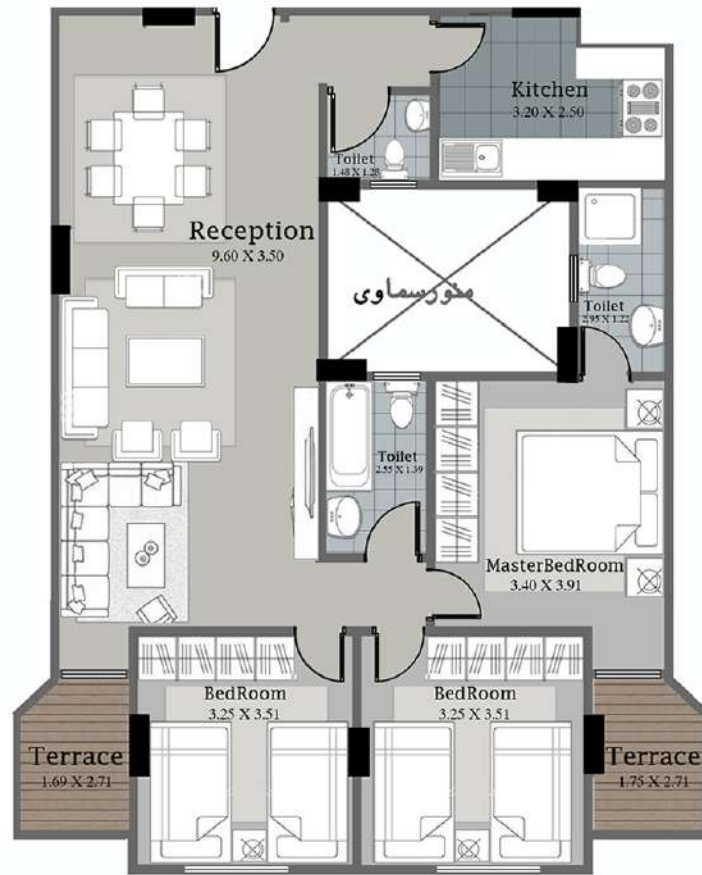 Kitchen
3.20 X 2.50
Toilet
1.48 X 1.28
Reception
9.60 X 3.50
منور سماوى
Toilet
2.95 X 1.22
Toilet
2.55 X 1.39
MasterBedRoom
3.40 X 3.91
BedRoom
3.25 X 3.51
BedRoom
3.25 X 3.51
Terrace
1.69 X 2.71
Terrace
1.75 X 2.71